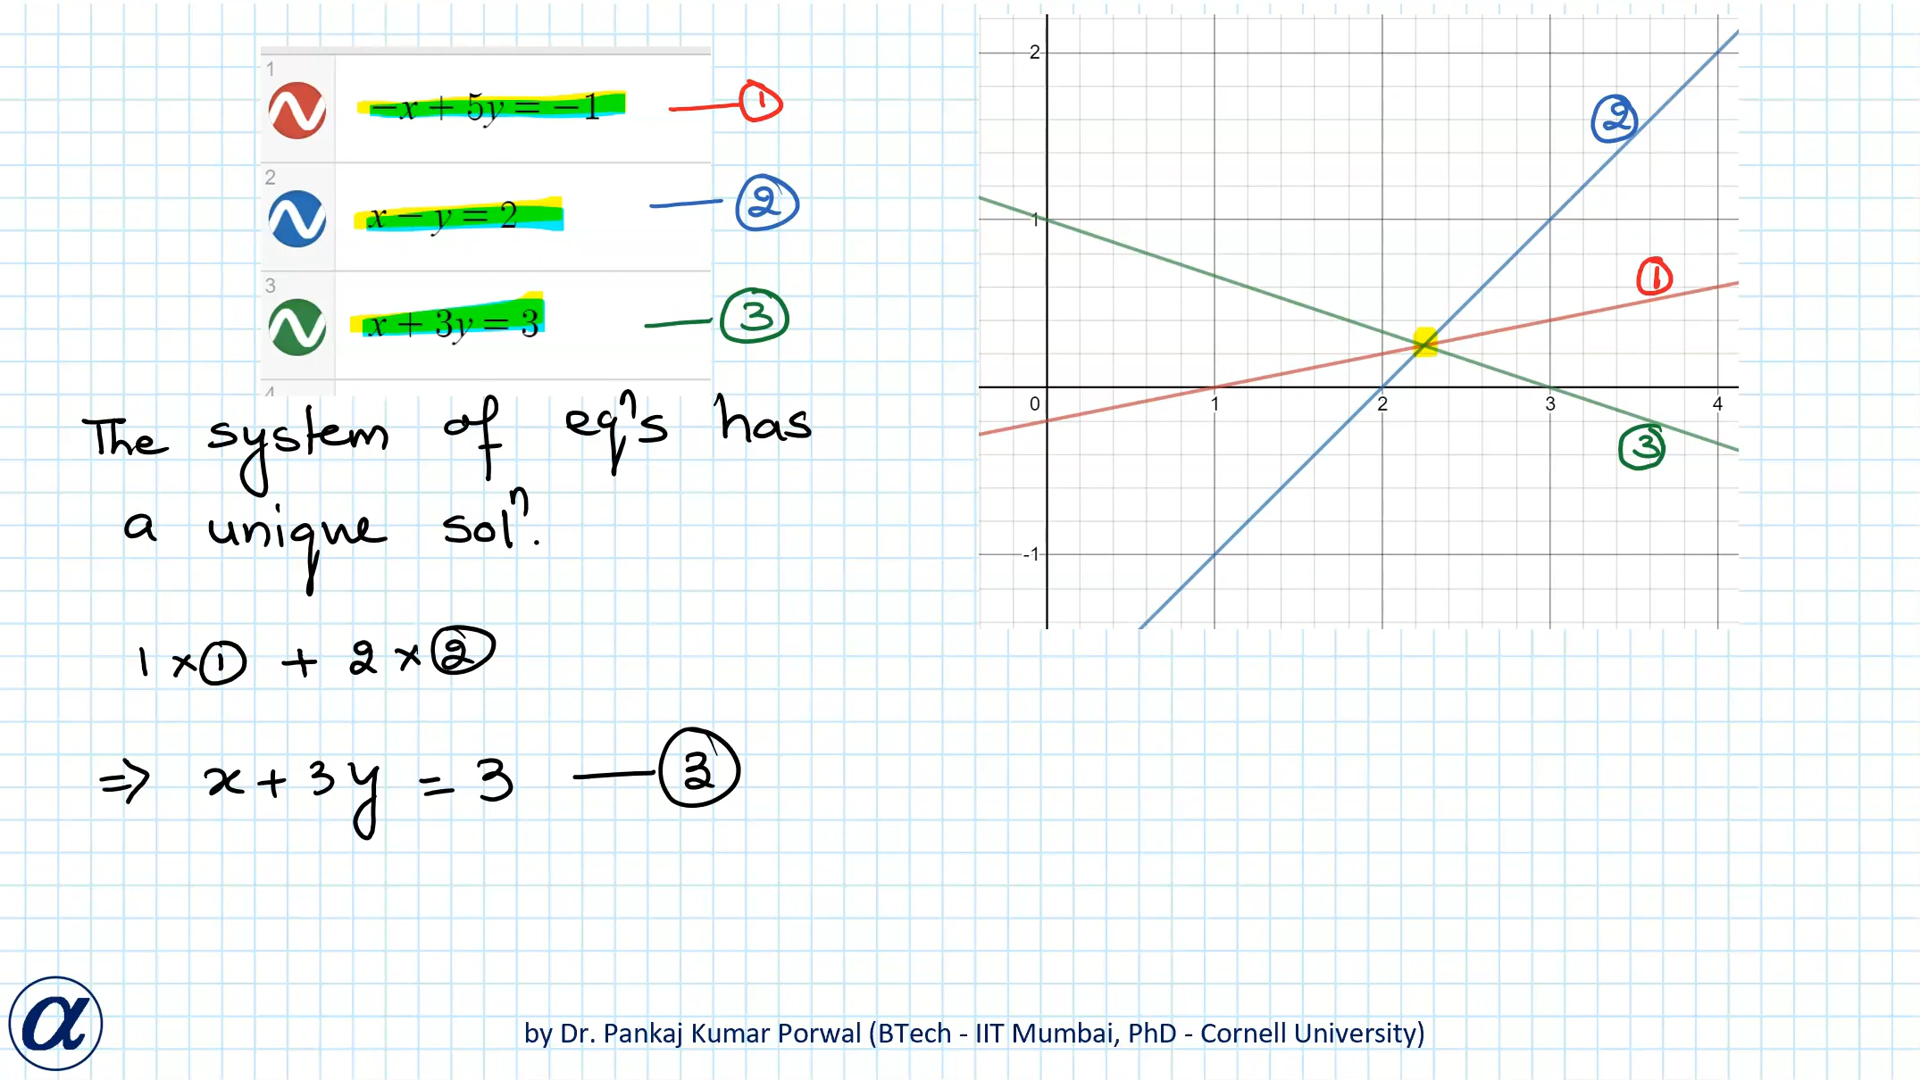 1
−x + 5y = −1 —— ①
2
x − y = 2 —— ②
3
x + 3y = 3 —— ③
4
The system of eqⁿs has
a unique solⁿ.
1 × ① + 2 × ②
⇒ x + 3y = 3 —— ③
2
1
0
1
2
3
4
-1
②
①
③
α
by Dr. Pankaj Kumar Porwal (BTech - IIT Mumbai, PhD - Cornell University)